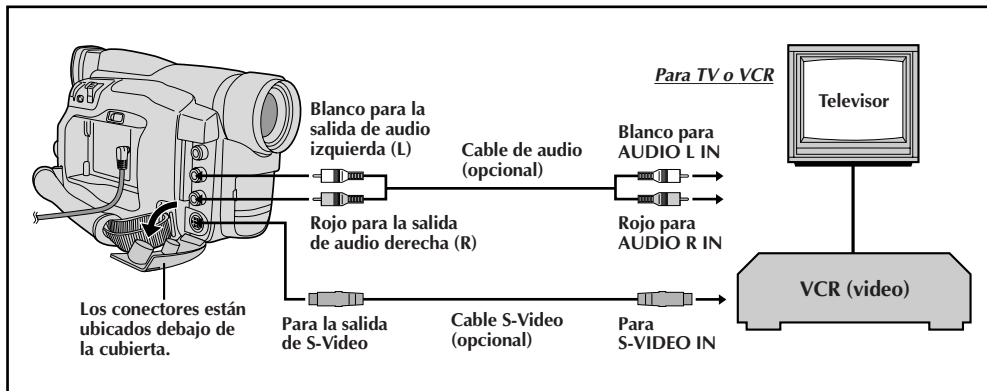 Para TV o VCR
Televisor
Blanco para la
salida de audio
izquierda (L)
Cable de audio
(opcional)
Blanco para
AUDIO L IN
Rojo para la salida
de audio derecha (R)
Rojo para
AUDIO R IN
Los conectores están
ubicados debajo de
la cubierta.
Para la salida
de S-Video
Cable S-Video
(opcional)
Para
S-VIDEO IN
VCR (video)